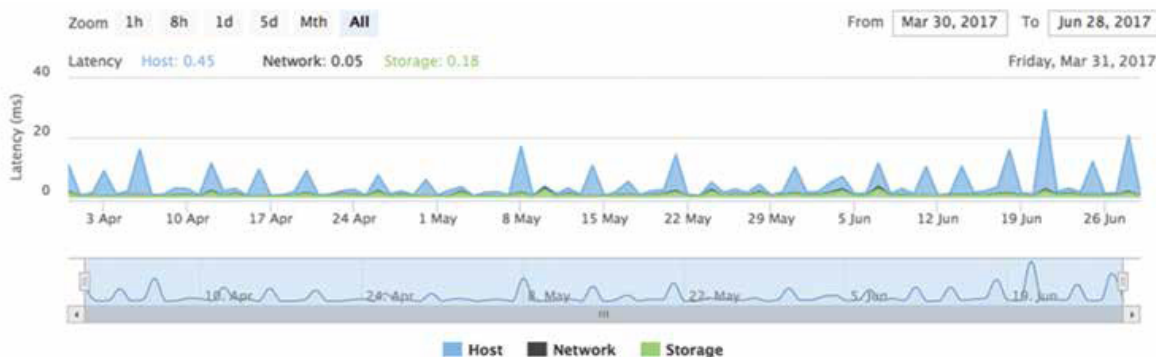 Zoom 1h 8h 1d 5d Mth All From Mar 30, 2017 To Jun 28, 2017
Latency Host: 0.45 Network: 0.05 Storage: 0.18 Friday, Mar 31, 2017
40
20
0
Latency (ms)
3 Apr 10 Apr 17 Apr 24 Apr 1 May 8 May 15 May 22 May 29 May 5 Jun 12 Jun 19 Jun 26 Jun
10. Apr 24. Apr 8. May 22. May 5. Jun 19. Jun
Host Network Storage